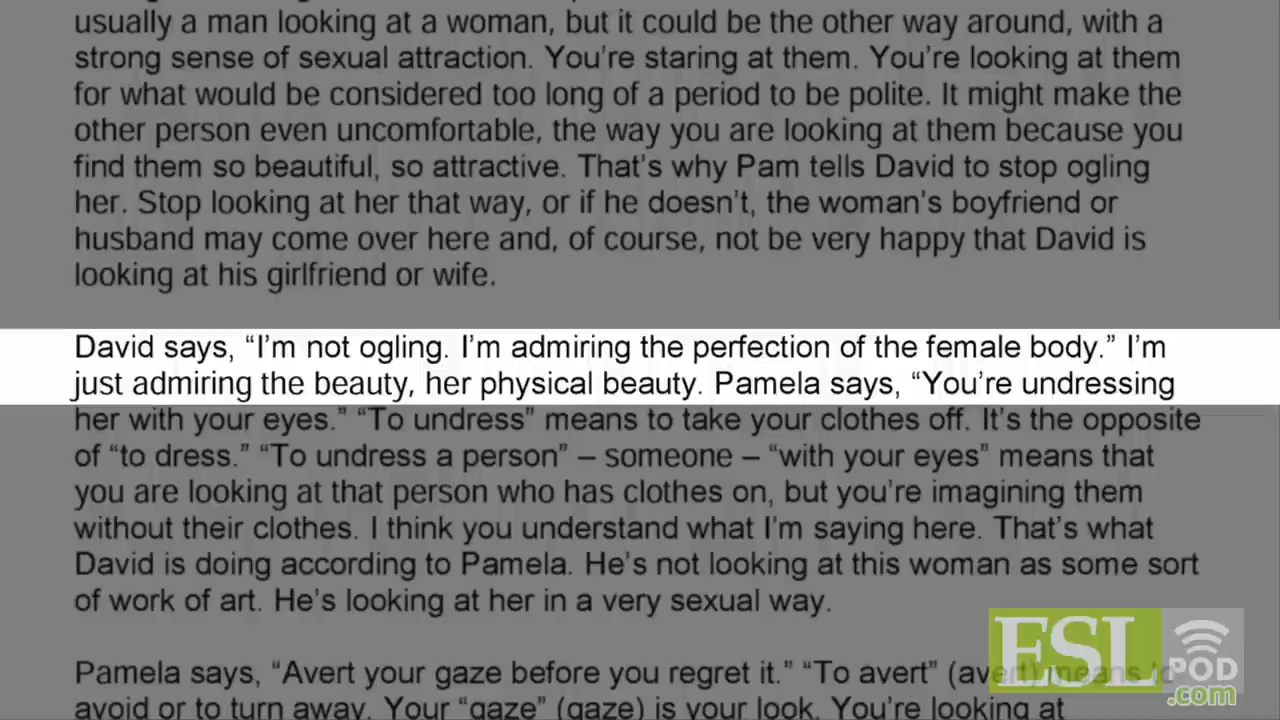 usually a man looking at a woman, but it could be the other way around, with a
strong sense of sexual attraction. You're staring at them. You're looking at them
for what would be considered too long of a period to be polite. It might make the
other person even uncomfortable, the way you are looking at them because you
find them so beautiful, so attractive. That's why Pam tells David to stop ogling
her. Stop looking at her that way, or if he doesn't, the woman's boyfriend or
husband may come over here and, of course, not be very happy that David is
looking at his girlfriend or wife.
David says, “I'm not ogling. I'm admiring the perfection of the female body.” I'm
just admiring the beauty, her physical beauty. Pamela says, “You're undressing
her with your eyes.” “To undress” means to take your clothes off. It's the opposite
of “to dress.” “To undress a person” – someone – “with your eyes” means that
you are looking at that person who has clothes on, but you're imagining them
without their clothes. I think you understand what I'm saying here. That's what
David is doing according to Pamela. He's not looking at this woman as some sort
of work of art. He's looking at her in a very sexual way.
Pamela says, “Avert your gaze before you regret it.” “To avert” (avert) means to
avoid or to turn away. Your “gaze” (gaze) is your look. You're looking at
ESL
POD
.com